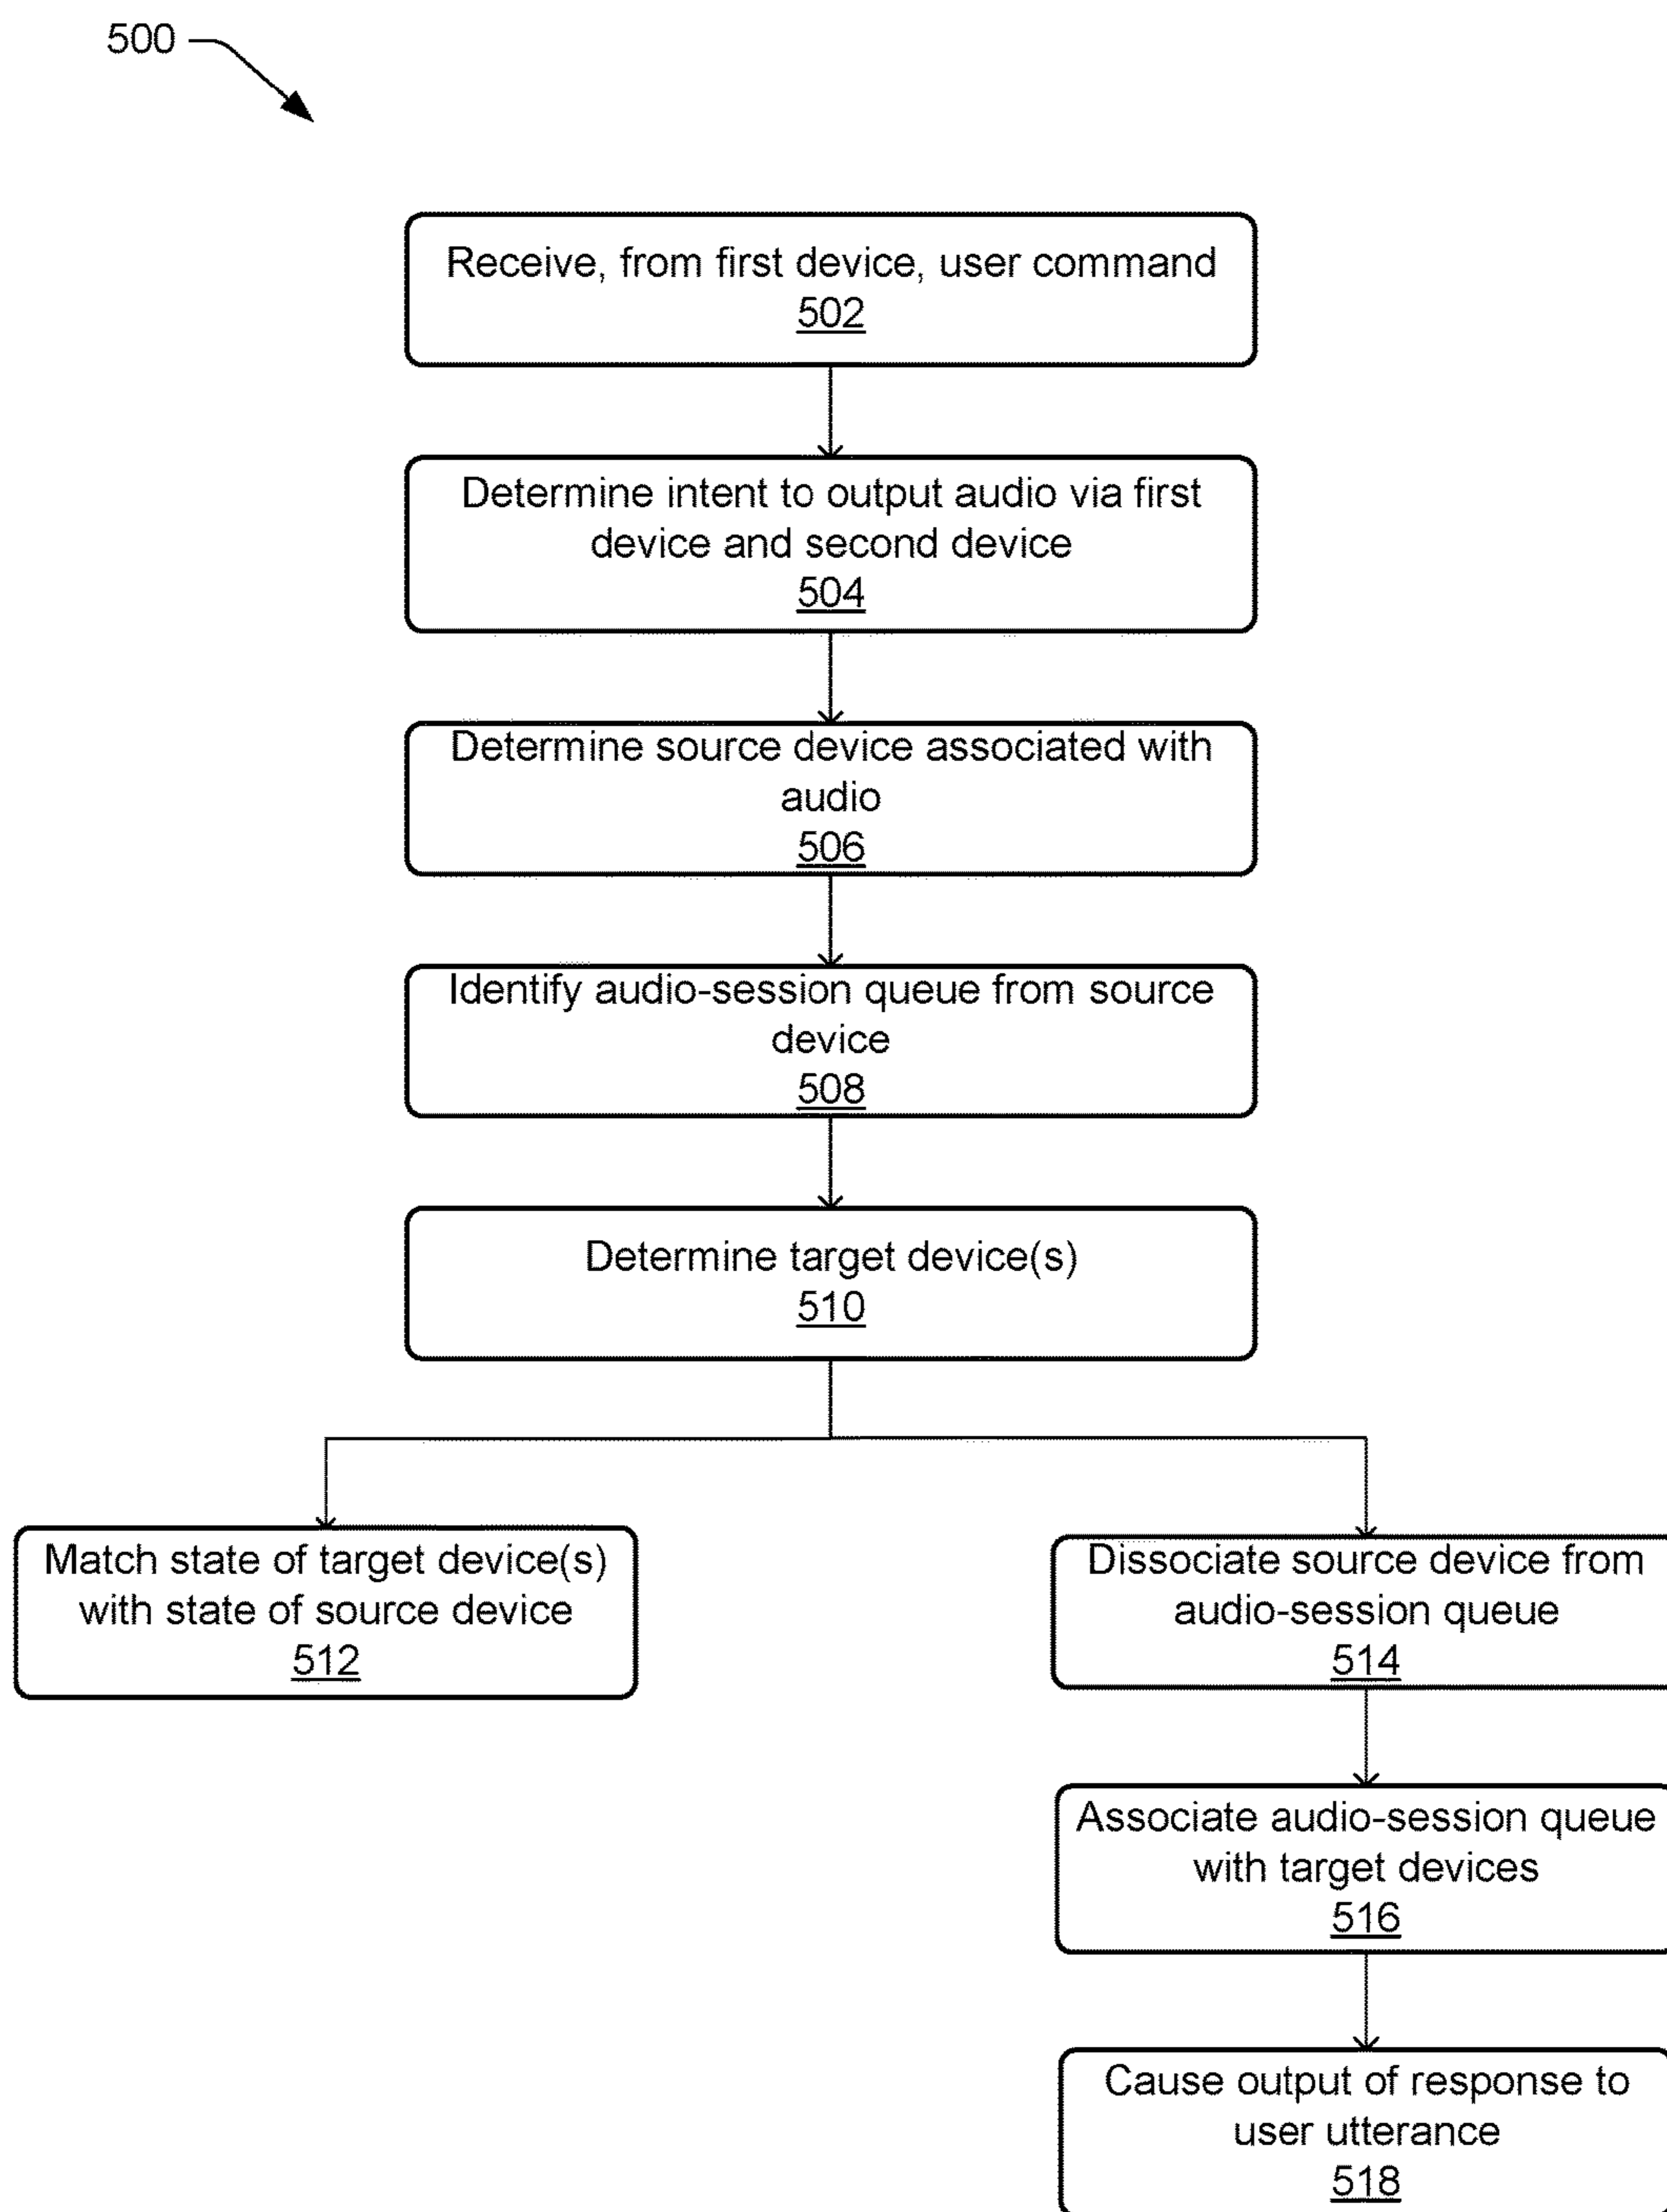 500
Receive, from first device, user command
502
Determine intent to output audio via first
device and second device
504
Determine source device associated with
audio
506
Identify audio-session queue from source
device
508
Determine target device(s)
510
Match state of target device(s)
with state of source device
512
Dissociate source device from
audio-session queue
514
Associate audio-session queue
with target devices
516
Cause output of response to
user utterance
518